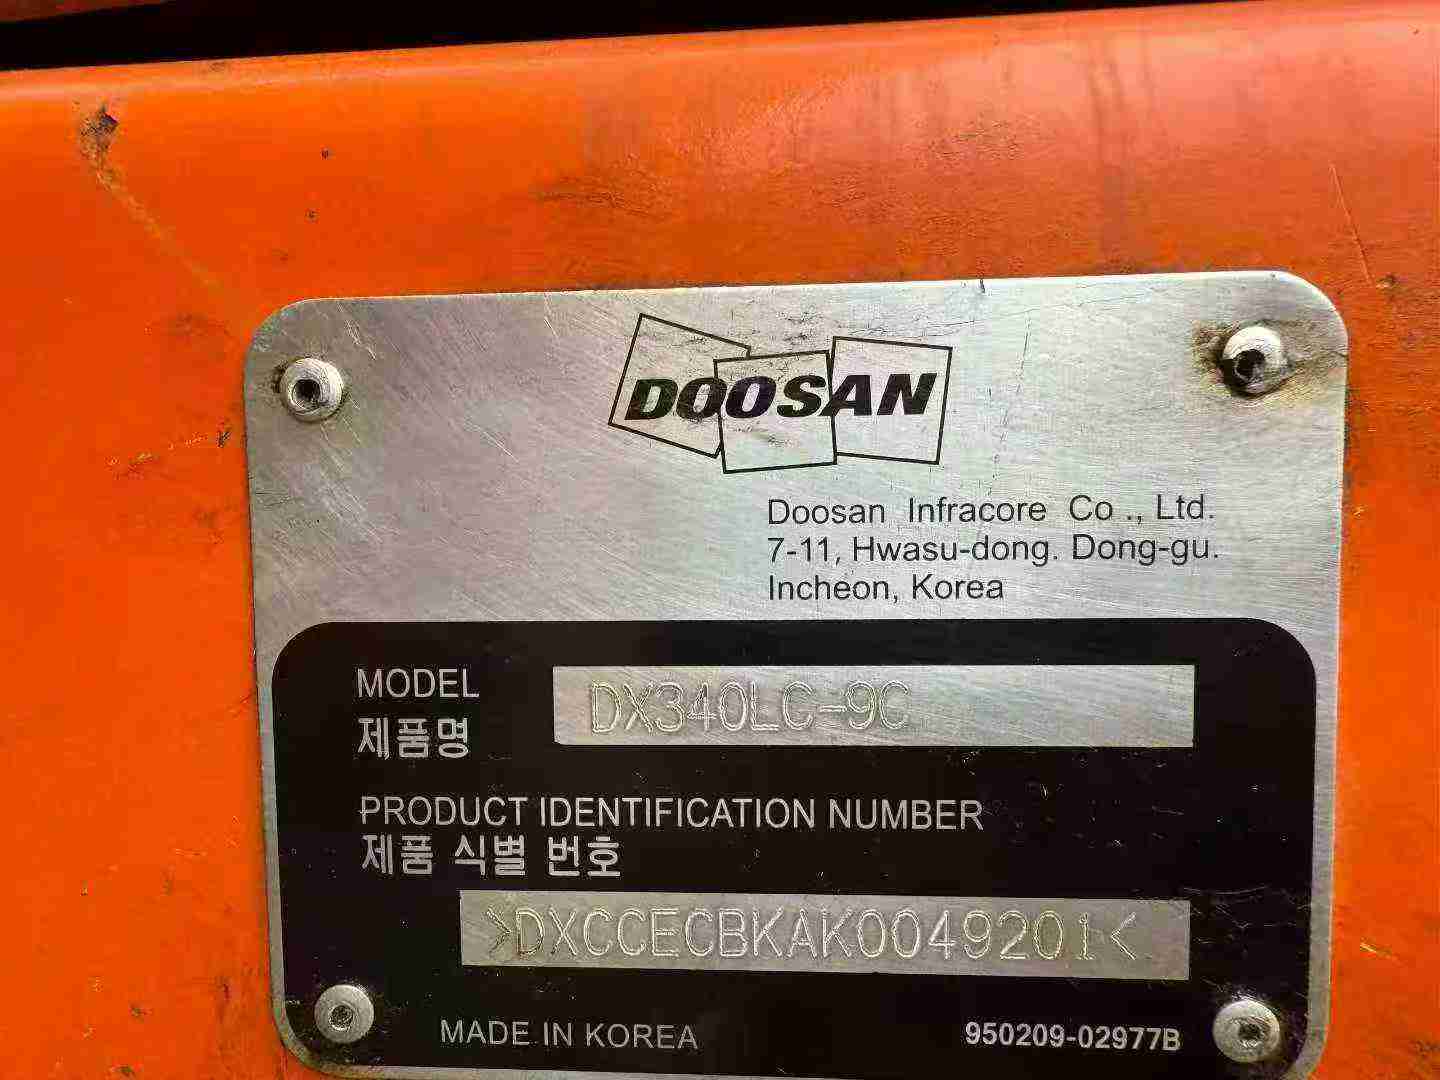 DOOSAN
Doosan Infracore Co ., Ltd.
7-11, Hwasu-dong. Dong-gu.
Incheon, Korea
MODEL DX340LC-9C
제품명
PRODUCT IDENTIFICATION NUMBER
제품 식별 번호
>DXCCECBKAK0049201<
MADE IN KOREA 950209-02977B